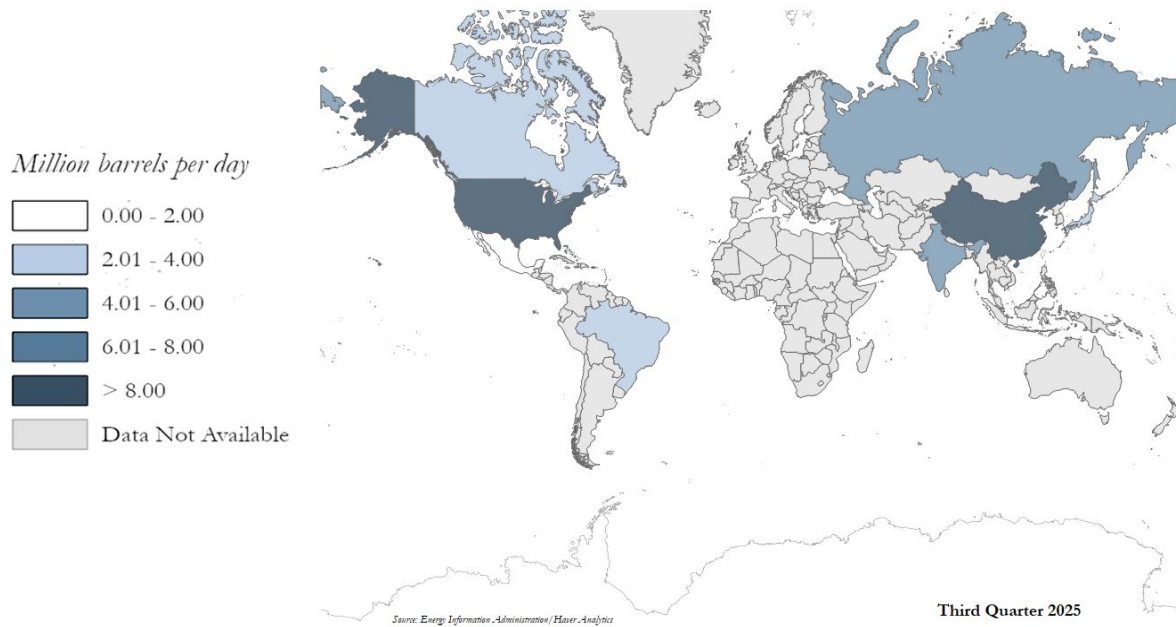 Million barrels per day
0.00 - 2.00
2.01 - 4.00
4.01 - 6.00
6.01 - 8.00
> 8.00
Data Not Available
Source: Energy Information Administration/Haver Analytics
Third Quarter 2025